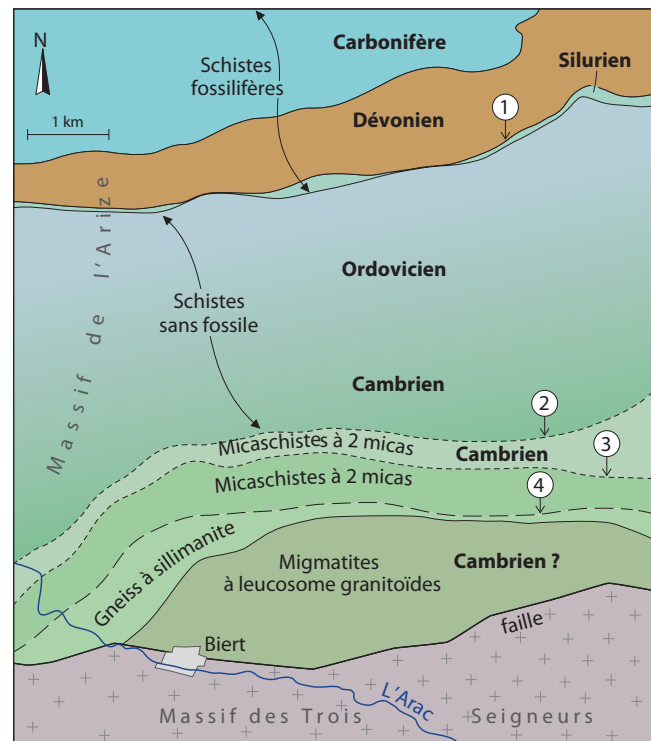 N
1 km
Carbonifère
Schistes
fossilifères
Silurien
1
Dévonien
Massif de l'Arize
Ordovicien
Schistes
sans fossile
Cambrien
2
Micaschistes à 2 micas
Cambrien
3
Micaschistes à 2 micas
4
Gneiss à sillimanite
Migmatites
à leucosome granitoïdes
Cambrien ?
faille
Biert
L'Arac
Massif des Trois Seigneurs